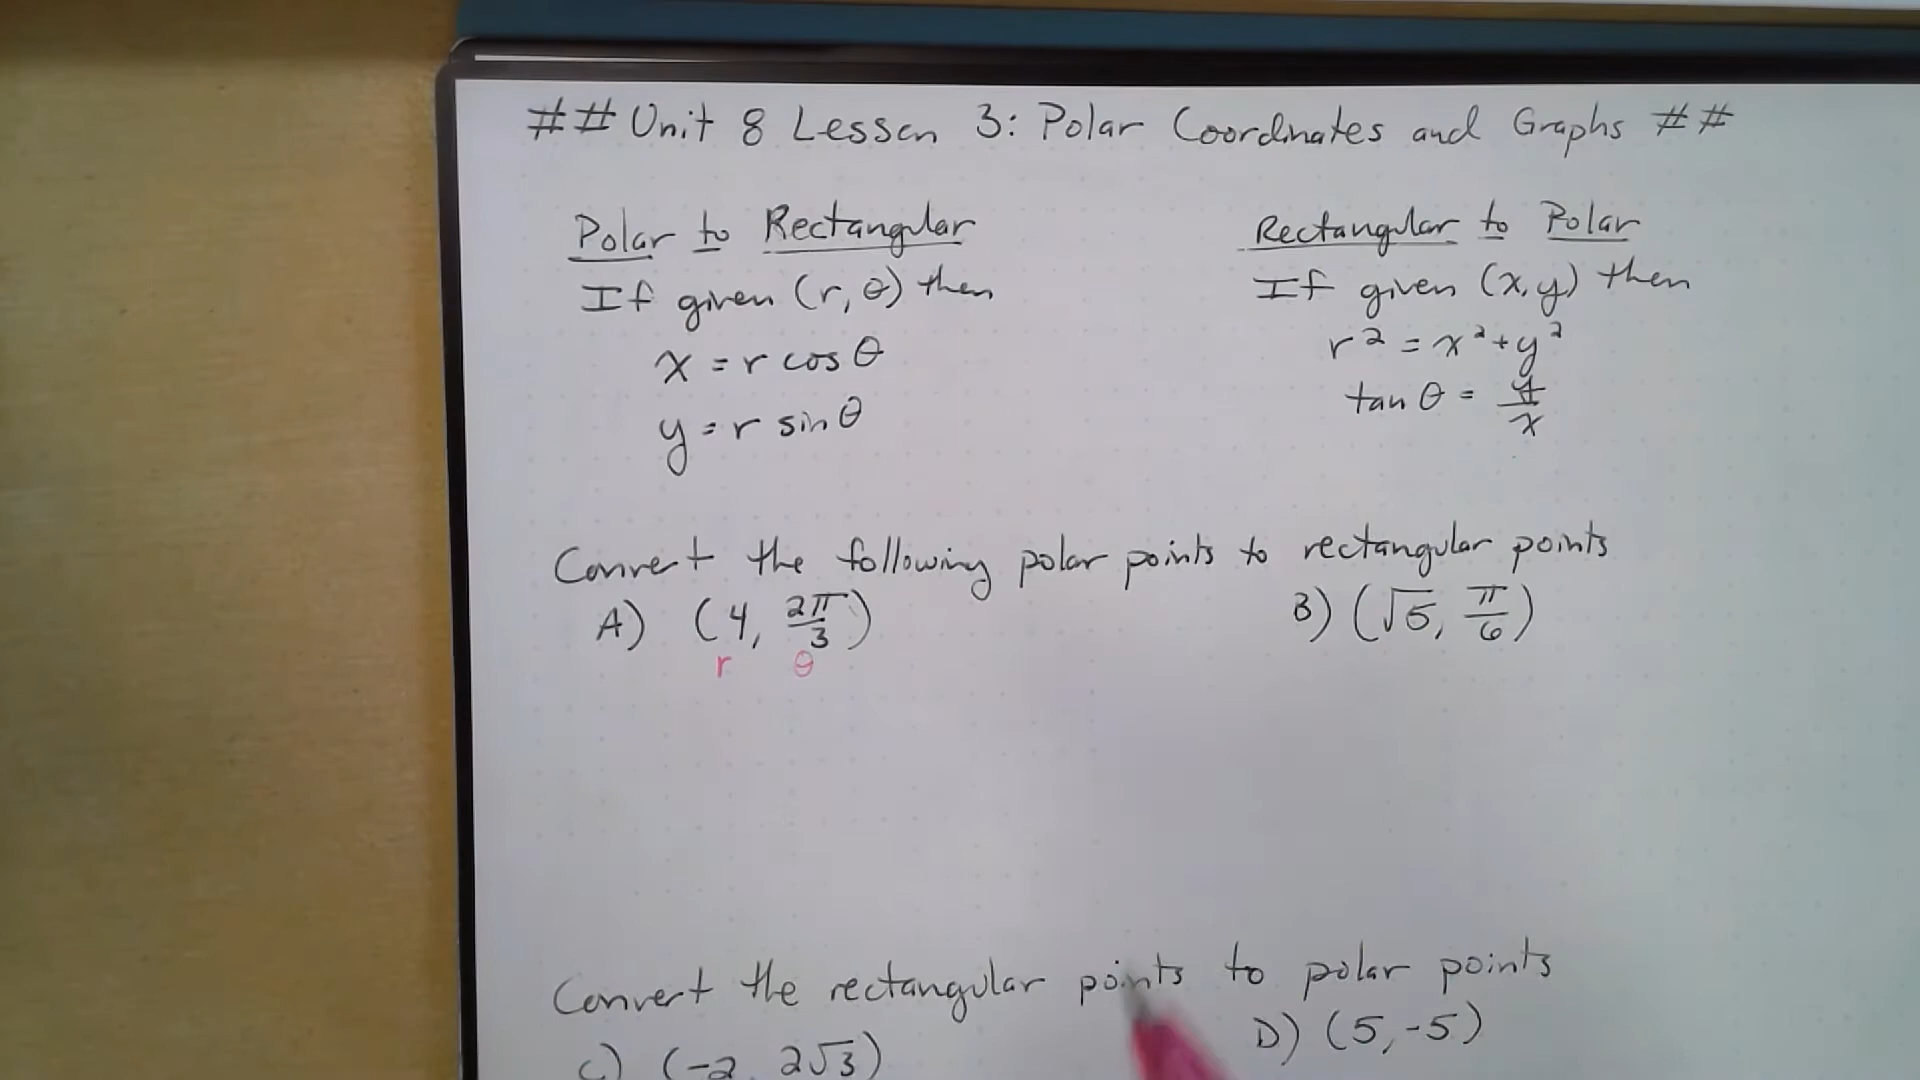 ## Unit 8 Lesson 3: Polar Coordinates and Graphs ##
Polar to Rectangular
If given (r, θ) then
x = r cos θ
y = r sin θ
Rectangular to Polar
If given (x, y) then
r² = x² + y²
tan θ = y/x
Convert the following polar points to rectangular points
A) (4, 2π/3)
r θ
B) (√5, π/6)
Convert the rectangular points to polar points
C) (-2, 2√3)
D) (5, -5)